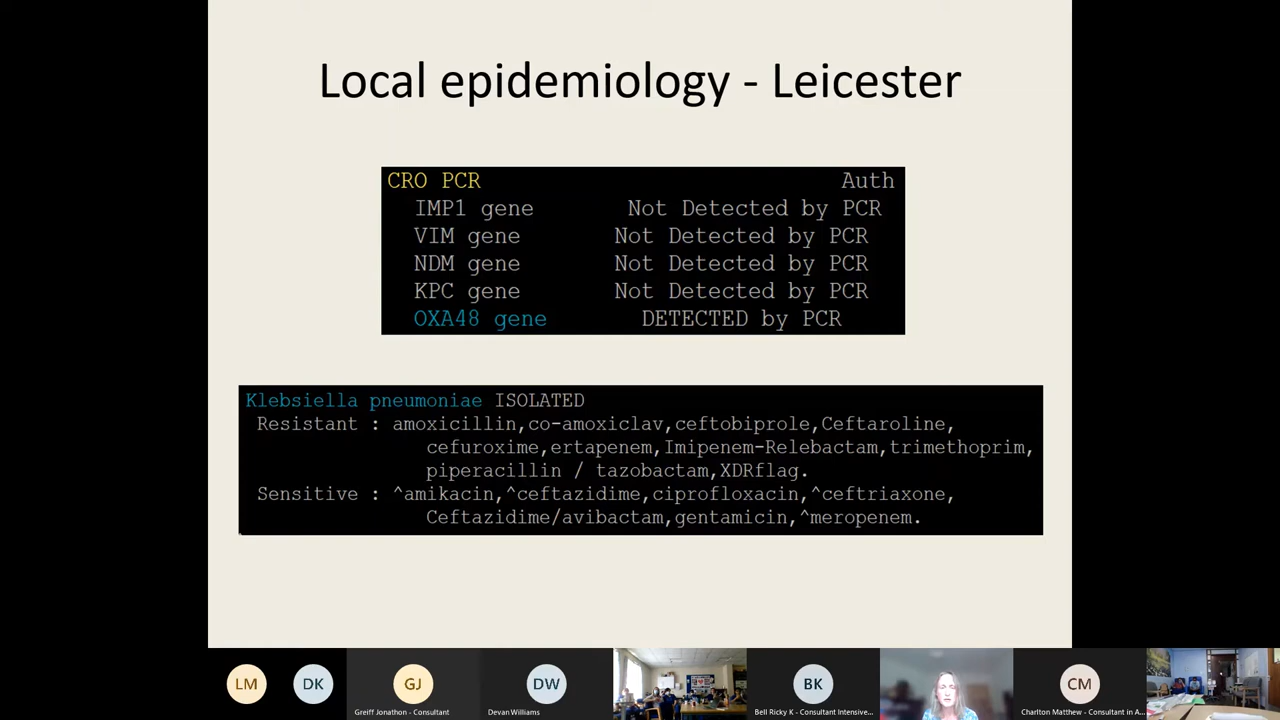 Local epidemiology - Leicester
CRO PCR Auth
IMP1 gene Not Detected by PCR
VIM gene Not Detected by PCR
NDM gene Not Detected by PCR
KPC gene Not Detected by PCR
OXA48 gene DETECTED by PCR
Klebsiella pneumoniae ISOLATED
Resistant : amoxicillin,co-amoxiclav,ceftobiprole,Ceftaroline,
cefuroxime,ertapenem,Imipenem-Relebactam,trimethoprim,
piperacillin / tazobactam,XDRflag.
Sensitive : ^amikacin,^ceftazidime,ciprofloxacin,^ceftriaxone,
Ceftazidime/avibactam,gentamicin,^meropenem.
LM DK GJ DW BK CM
Greiff Jonathon - Consultant Devan Williams Bell Ricky K - Consultant Intensive... Charlton Matthew - Consultant in A...